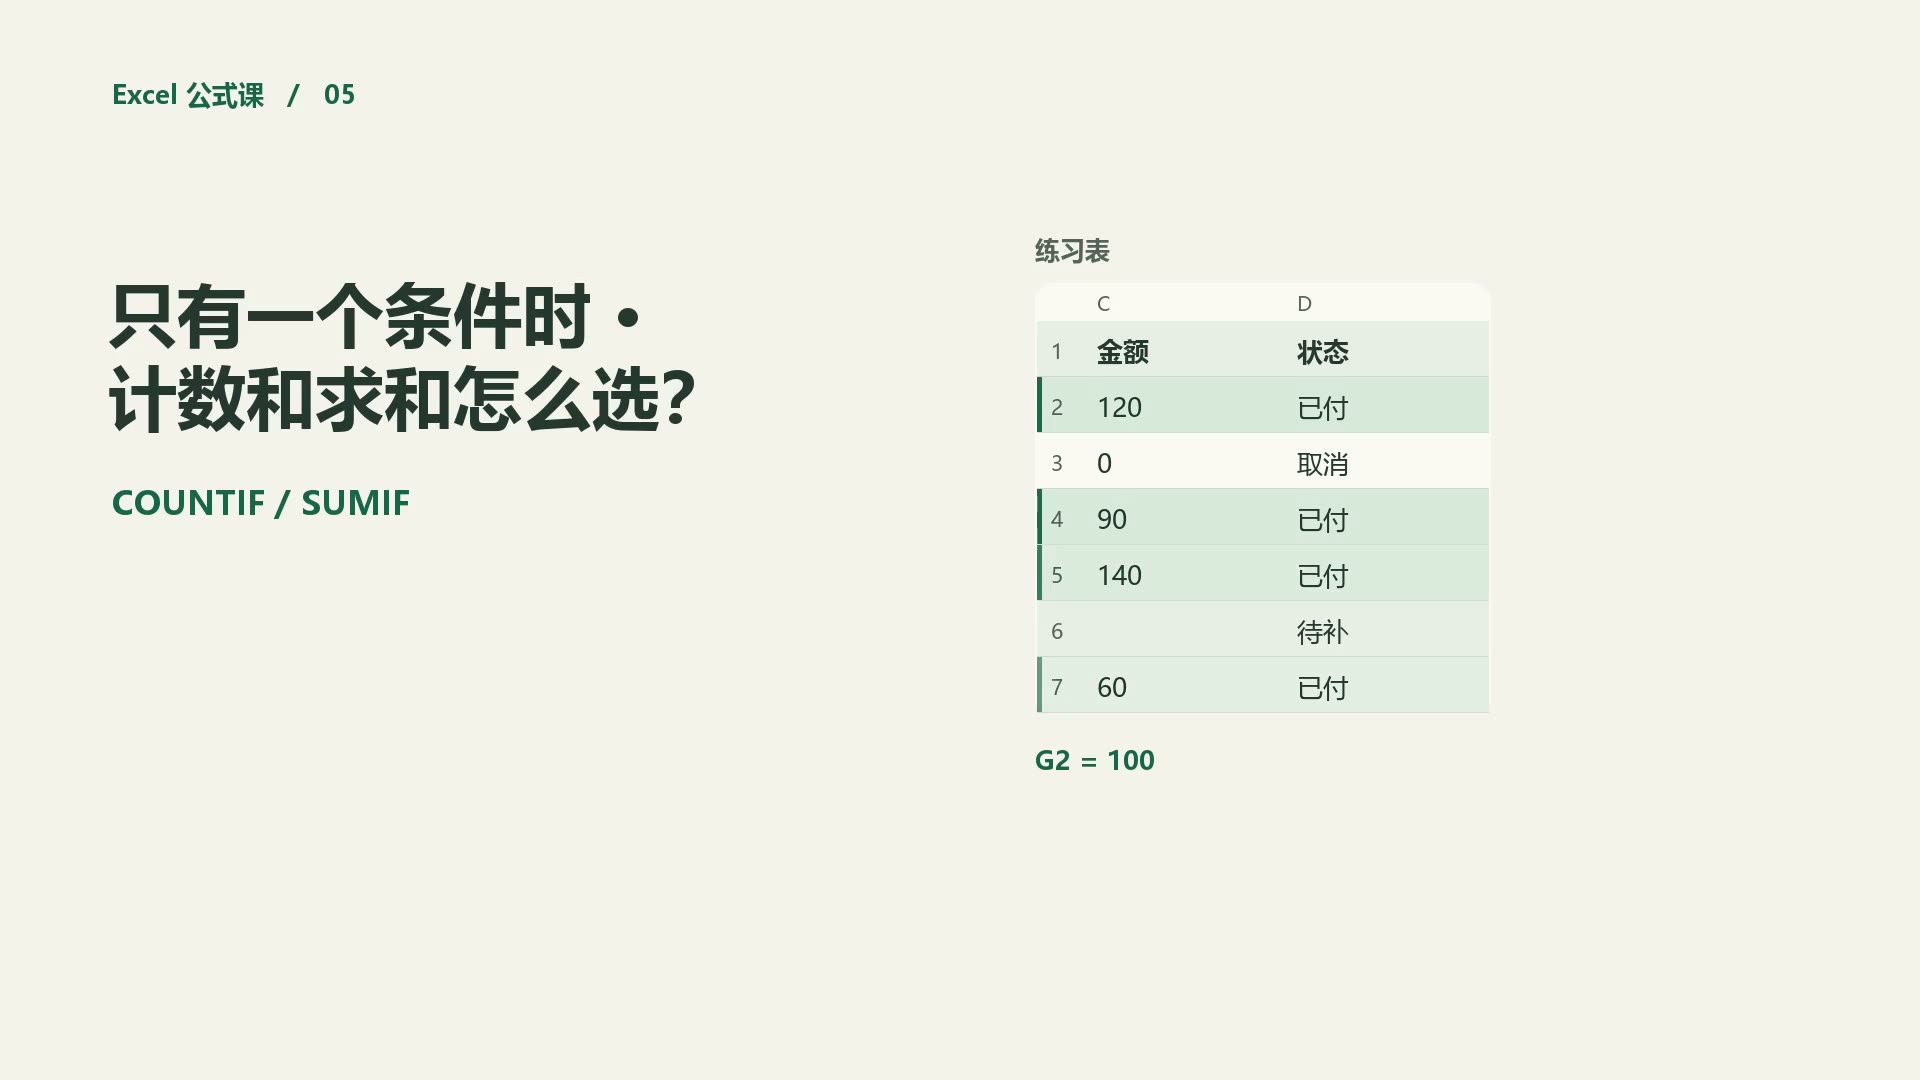 Excel 公式课 / 05
只有一个条件时·
计数和求和怎么选?
COUNTIF / SUMIF
练习表
C D
1 金额 状态
2 120 已付
3 0 取消
4 90 已付
5 140 已付
6 待补
7 60 已付
G2 = 100